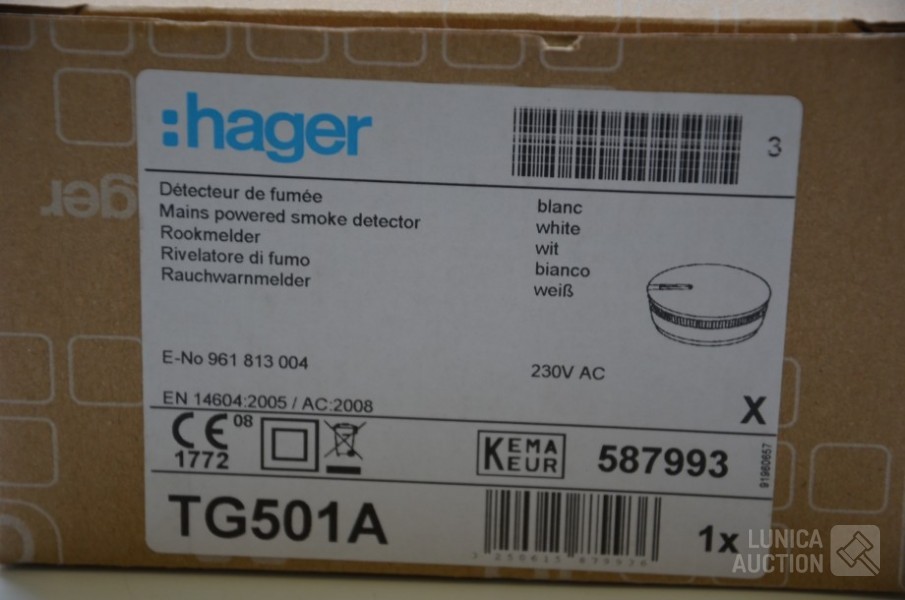 :hager
3
Détecteur de fumée blanc
Mains powered smoke detector white
Rookmelder wit
Rivelatore di fumo bianco
Rauchwarnmelder weiß
E-No 961 813 004 230V AC
EN 14604:2005 / AC:2008
X
CE 08
1772
KEMA
KEUR
587993
91960657
TG501A
1x
LUNICA
AUCTION